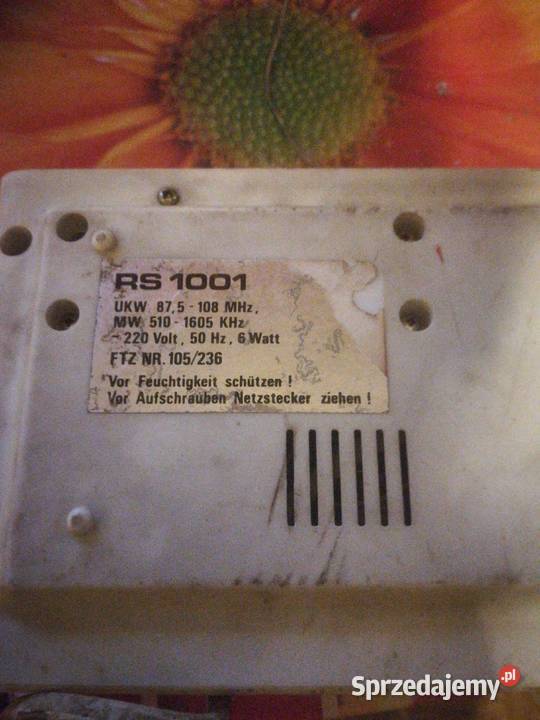 RS 1001
UKW 87,5-108 MHz,
MW 510-1605 KHz
~220 Volt, 50 Hz, 6 Watt
FTZ NR. 105/236
Vor Feuchtigkeit schützen!
Vor Aufschrauben Netzstecker ziehen!
Sprzedajemy.pl